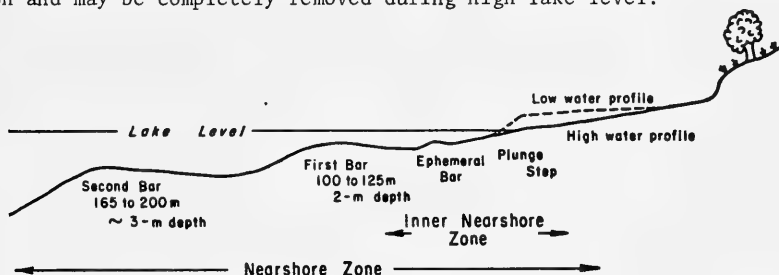 on and may be completely removed during high lake level.
Low water profile
Lake Level
High water profile
First Bar
100 to 125m
2-m depth
Ephemeral
Bar
Plunge
Step
Second Bar
165 to 200m
~ 3-m depth
Inner Nearshore
Zone
Nearshore Zone